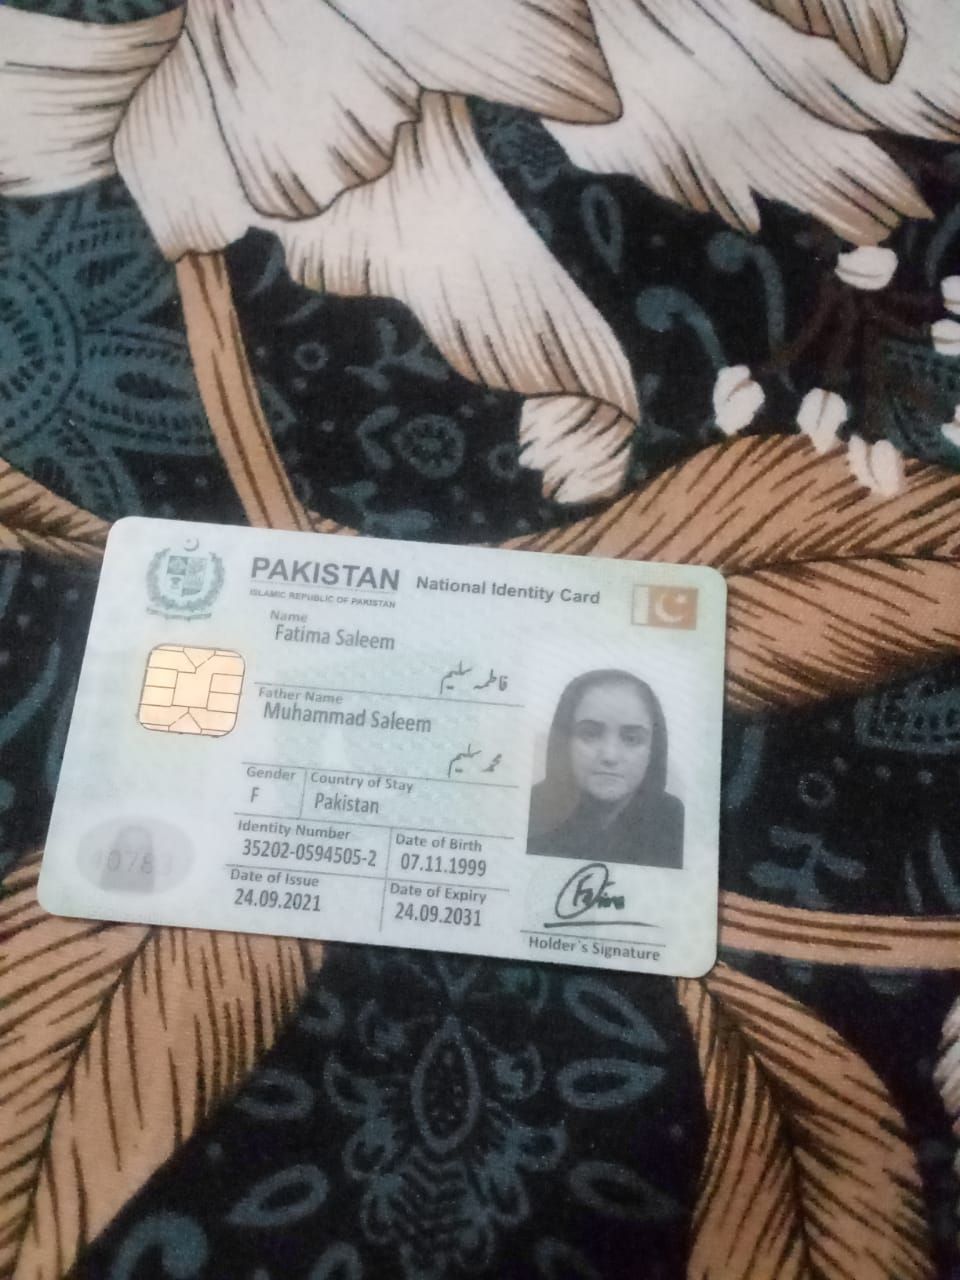 PAKISTAN National Identity Card
ISLAMIC REPUBLIC OF PAKISTAN
Name
Fatima Saleem
فاطمہ سلیم
Father Name
Muhammad Saleem
محمد سلیم
Gender Country of Stay
F Pakistan
Identity Number Date of Birth
35202-0594505-2 07.11.1999
Date of Issue Date of Expiry
24.09.2021 24.09.2031
Holder's Signature